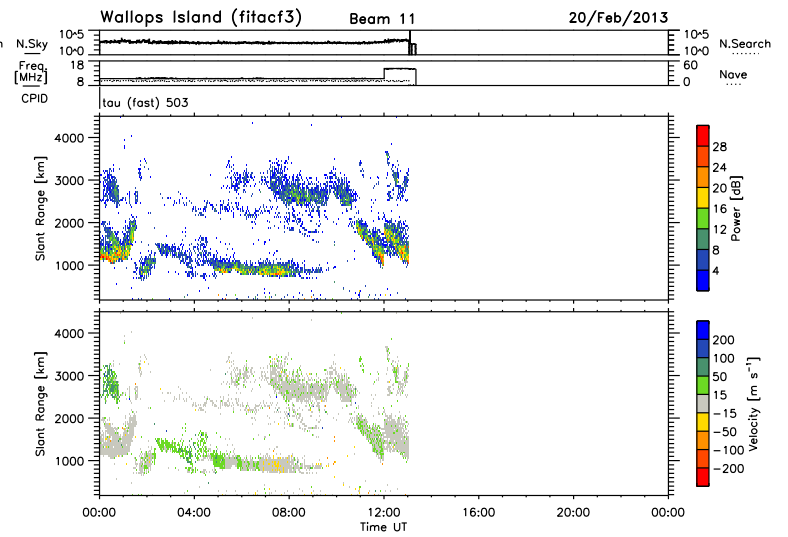 Wallops Island (fitacf3) Beam 11 20/Feb/2013
N.Sky 10^5 10^0 10^5 10^0 N.Search
Freq. [MHz] 18 8 60 0 Nave
CPID tau (fast) 503
Slant Range [km] 4000 3000 2000 1000
Power [dB] 28 24 20 16 12 8 4
Slant Range [km] 4000 3000 2000 1000
Velocity [m s⁻¹] 200 100 50 15 −15 −50 −100 −200
00:00 04:00 08:00 12:00 16:00 20:00 00:00
Time UT